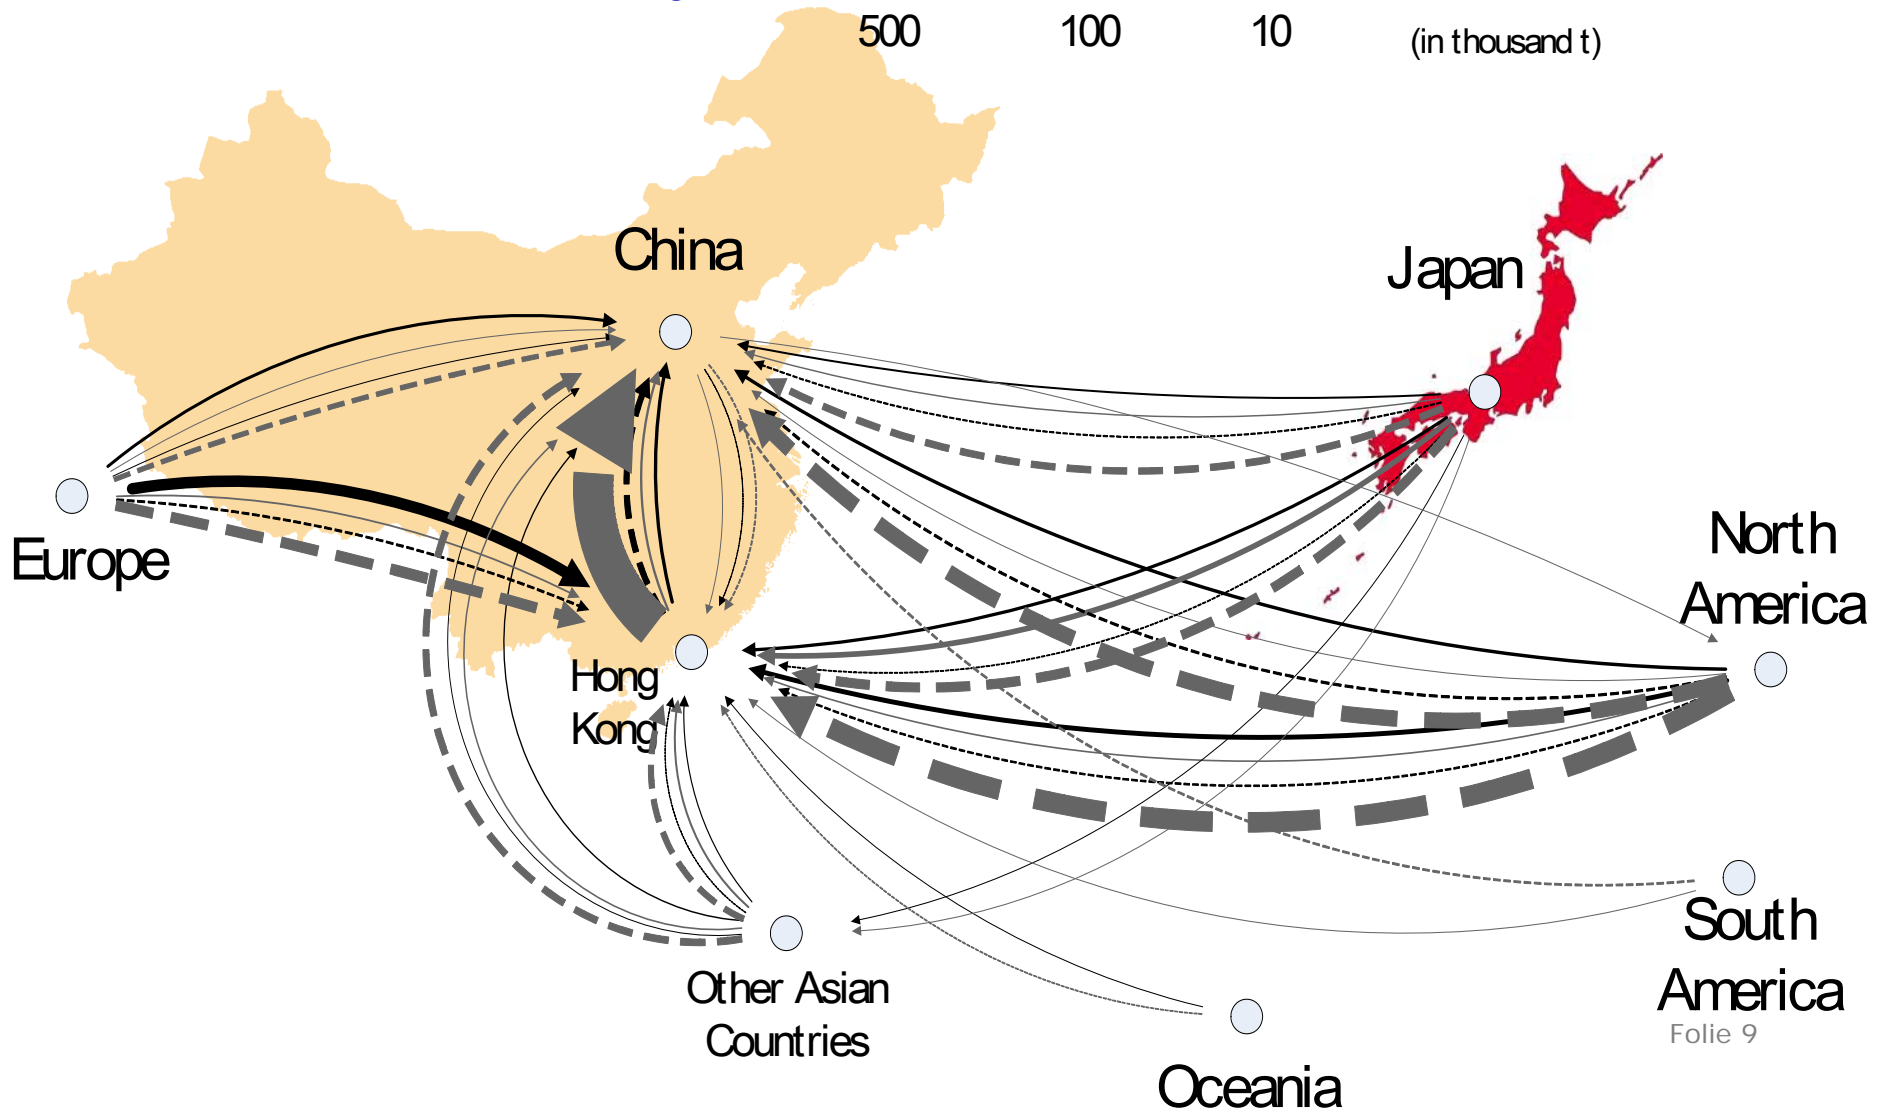 500 100 10 (in thousand t)
China
Japan
Europe
North
America
Hong
Kong
South
America
Other Asian
Countries
Folie 9
Oceania